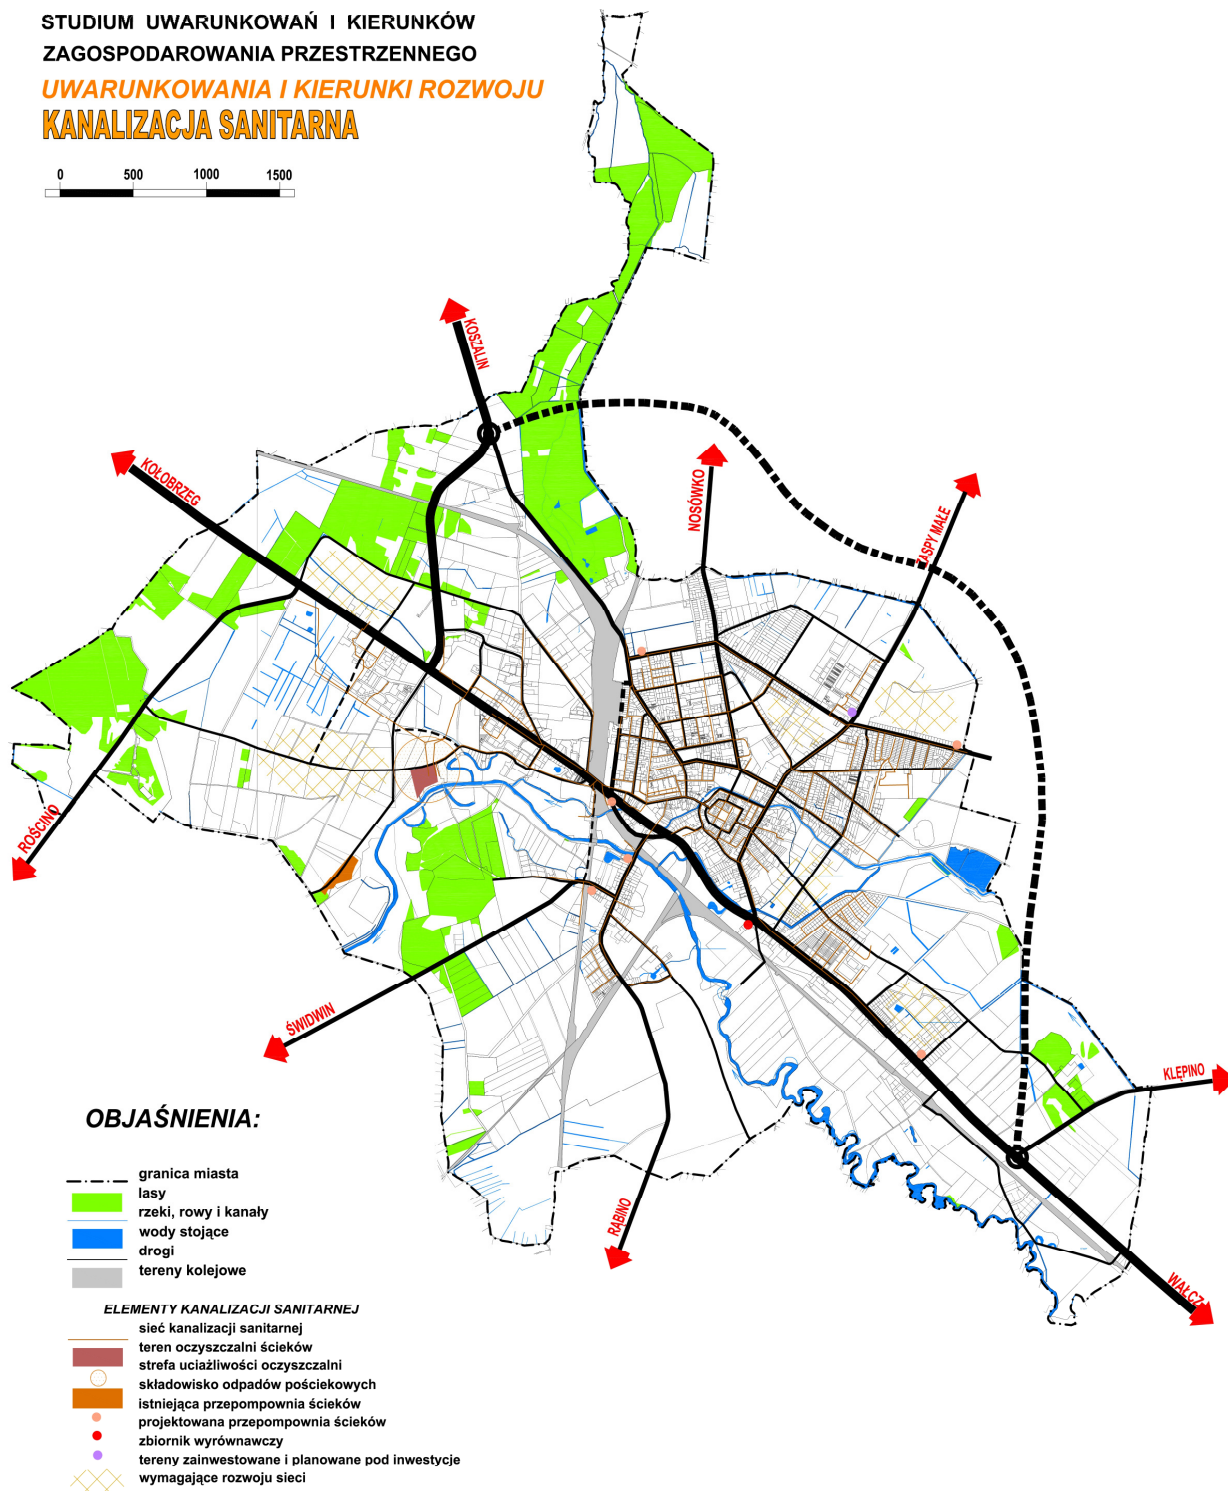 STUDIUM UWARUNKOWAŃ I KIERUNKÓW
ZAGOSPODAROWANIA PRZESTRZENNEGO
UWARUNKOWANIA I KIERUNKI ROZWOJU
KANALIZACJA SANITARNA
0 500 1000 1500
KOSZALIN
KOŁOBRZEG
NOSÓWKO
ZASPY MAŁE
ROŚCINO
ŚWIDWIN
KLĘPINO
RĄBINO
WAŁCZ
OBJAŚNIENIA:
granica miasta
lasy
rzeki, rowy i kanały
wody stojące
drogi
tereny kolejowe
ELEMENTY KANALIZACJI SANITARNEJ
sieć kanalizacji sanitarnej
teren oczyszczalni ścieków
strefa uciażliwości oczyszczalni
składowisko odpadów pościekowych
istniejąca przepompownia ścieków
projektowana przepompownia ścieków
zbiornik wyrównawczy
tereny zainwestowane i planowane pod inwestycje
wymagające rozwoju sieci